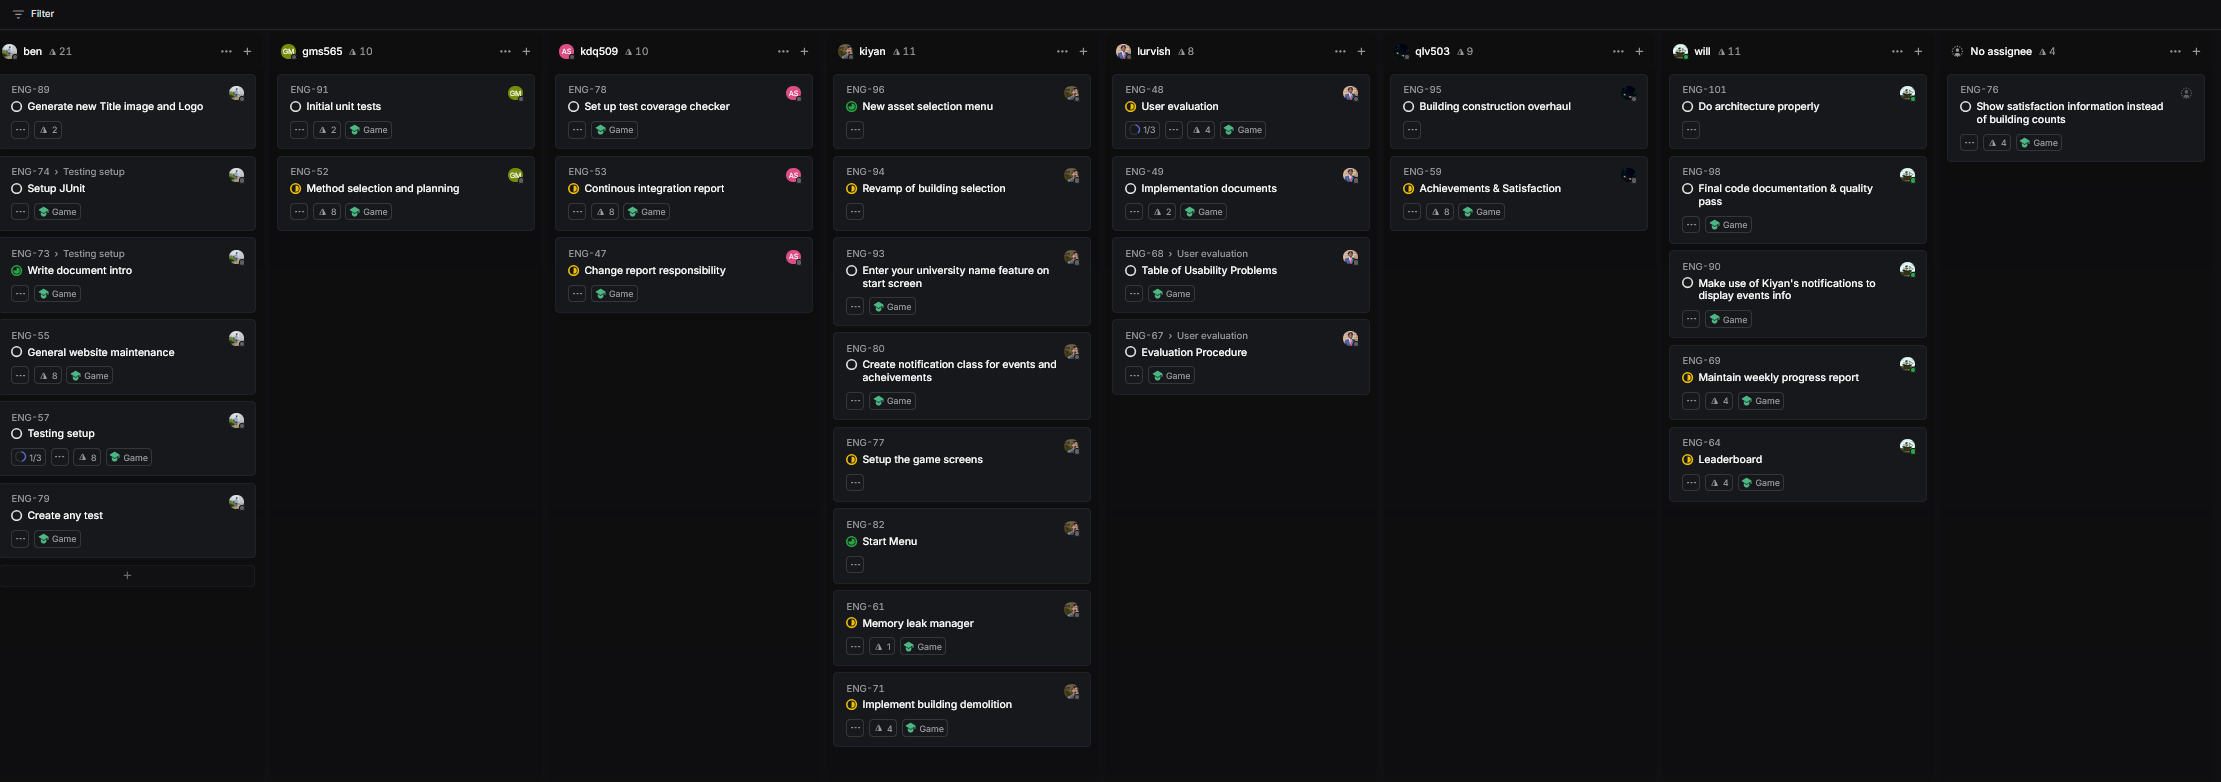 Filter
ben 21
ENG-89
Generate new Title image and Logo
2
ENG-74 › Testing setup
Setup JUnit
Game
ENG-73 › Testing setup
Write document intro
Game
ENG-55
General website maintenance
8 Game
ENG-57
Testing setup
1/3 8 Game
ENG-79
Create any test
Game
gms565 10
ENG-91
GM
Initial unit tests
2 Game
ENG-52
GM
Method selection and planning
8 Game
AS kdq509 10
ENG-78
AS
Set up test coverage checker
Game
ENG-53
AS
Continous integration report
8 Game
ENG-47
AS
Change report responsibility
Game
kiyan 11
ENG-96
New asset selection menu
ENG-94
Revamp of building selection
ENG-93
Enter your university name feature on
start screen
Game
ENG-80
Create notification class for events and
acheivements
Game
ENG-77
Setup the game screens
ENG-82
Start Menu
ENG-61
Memory leak manager
1 Game
ENG-71
Implement building demolition
4 Game
lurvish 8
ENG-48
User evaluation
1/3 4 Game
ENG-49
Implementation documents
2 Game
ENG-68 › User evaluation
Table of Usability Problems
Game
ENG-67 › User evaluation
Evaluation Procedure
Game
qlv503 9
ENG-95
Building construction overhaul
ENG-59
Achievements & Satisfaction
8 Game
will 11
ENG-101
Do architecture properly
ENG-98
Final code documentation & quality
pass
Game
ENG-90
Make use of Kiyan's notifications to
display events info
Game
ENG-69
Maintain weekly progress report
4 Game
ENG-64
Leaderboard
4 Game
No assignee 4
ENG-76
Show satisfaction information instead
of building counts
4 Game